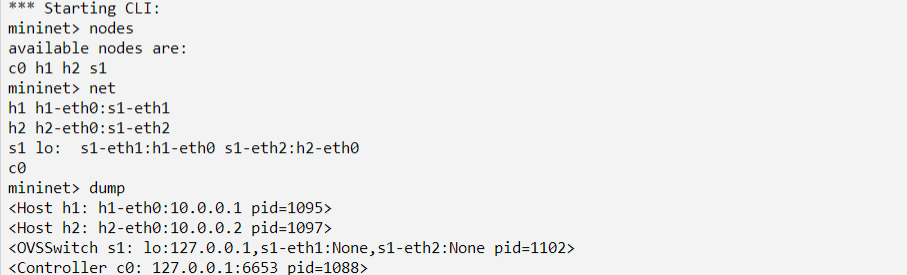 *** Starting CLI:
mininet> nodes
available nodes are:
c0 h1 h2 s1
mininet> net
h1 h1-eth0:s1-eth1
h2 h2-eth0:s1-eth2
s1 lo:  s1-eth1:h1-eth0 s1-eth2:h2-eth0
c0
mininet> dump
<Host h1: h1-eth0:10.0.0.1 pid=1095>
<Host h2: h2-eth0:10.0.0.2 pid=1097>
<OVSSwitch s1: lo:127.0.0.1,s1-eth1:None,s1-eth2:None pid=1102>
<Controller c0: 127.0.0.1:6653 pid=1088>